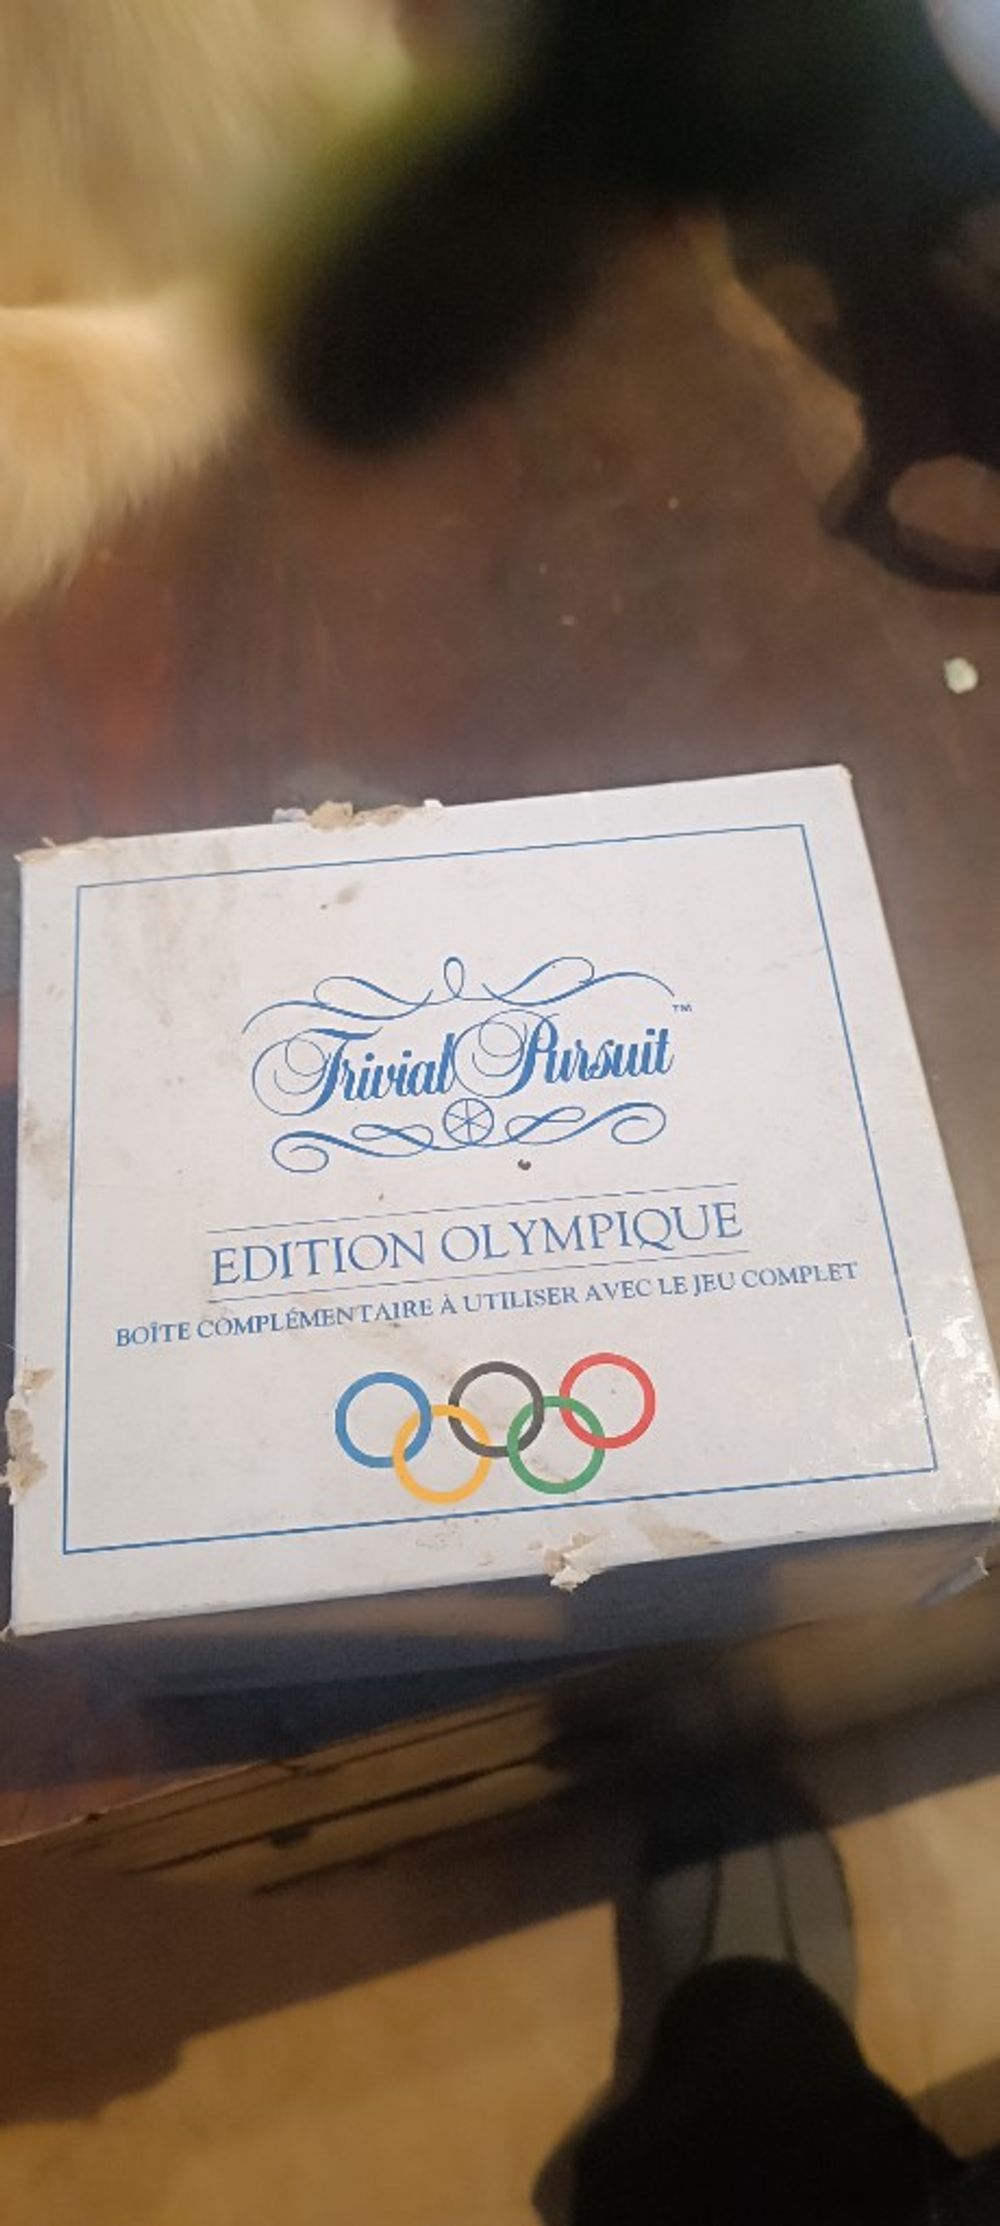 Trivial Pursuit™
EDITION OLYMPIQUE
BOÎTE COMPLÉMENTAIRE À UTILISER AVEC LE JEU COMPLET